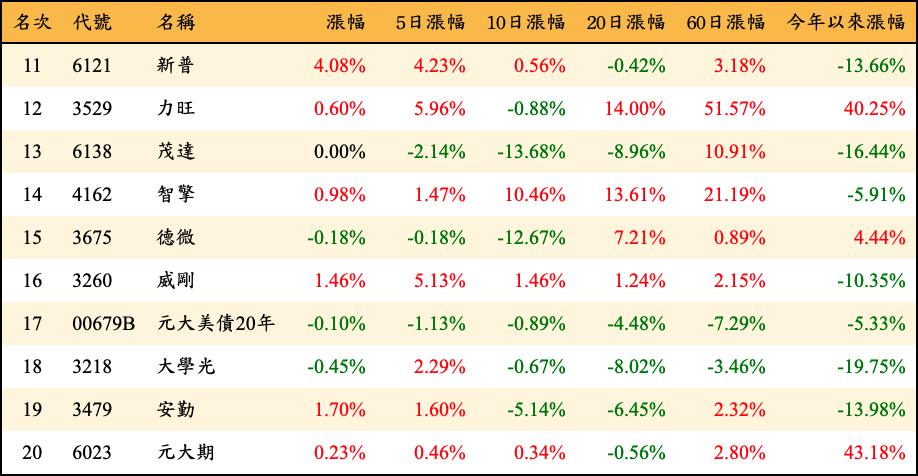 名次 代號 名稱 漲幅 5日漲幅 10日漲幅 20日漲幅 60日漲幅 今年以來漲幅
11 6121 新普 4.08% 4.23% 0.56% -0.42% 3.18% -13.66%
12 3529 力旺 0.60% 5.96% -0.88% 14.00% 51.57% 40.25%
13 6138 茂達 0.00% -2.14% -13.68% -8.96% 10.91% -16.44%
14 4162 智擎 0.98% 1.47% 10.46% 13.61% 21.19% -5.91%
15 3675 德微 -0.18% -0.18% -12.67% 7.21% 0.89% 4.44%
16 3260 威剛 1.46% 5.13% 1.46% 1.24% 2.15% -10.35%
17 00679B 元大美債20年 -0.10% -1.13% -0.89% -4.48% -7.29% -5.33%
18 3218 大學光 -0.45% 2.29% -0.67% -8.02% -3.46% -19.75%
19 3479 安勤 1.70% 1.60% -5.14% -6.45% 2.32% -13.98%
20 6023 元大期 0.23% 0.46% 0.34% -0.56% 2.80% 43.18%